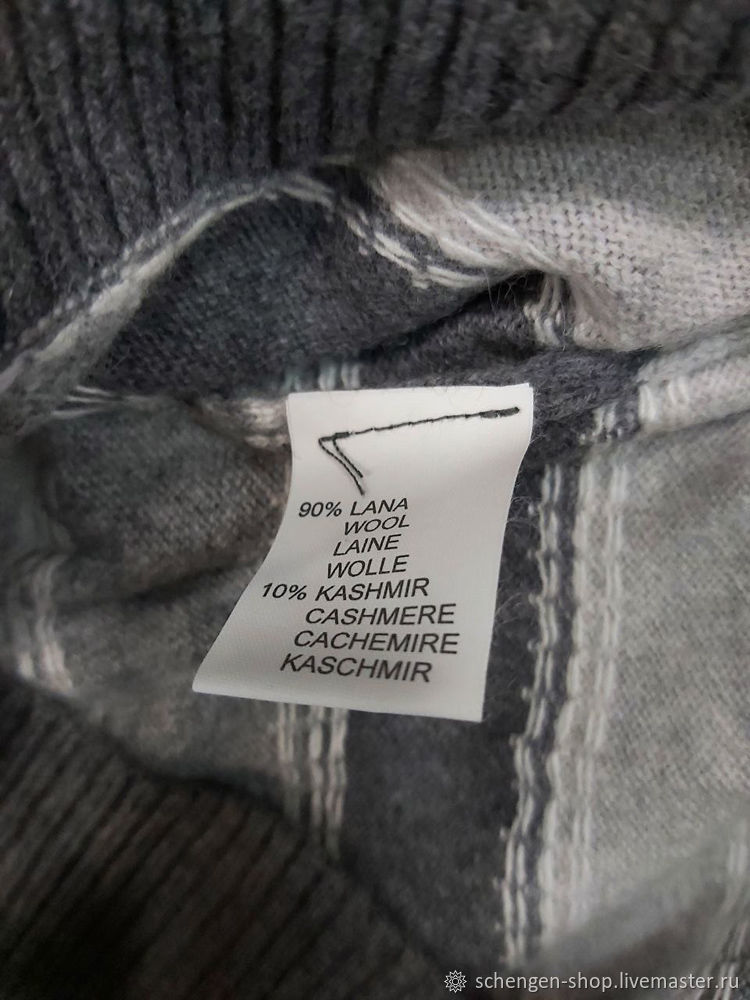 90% LANA
WOOL
LAINE
WOLLE
10% KASHMIR
CASHMERE
CACHEMIRE
KASCHMIR
schengen-shop.livemaster.ru